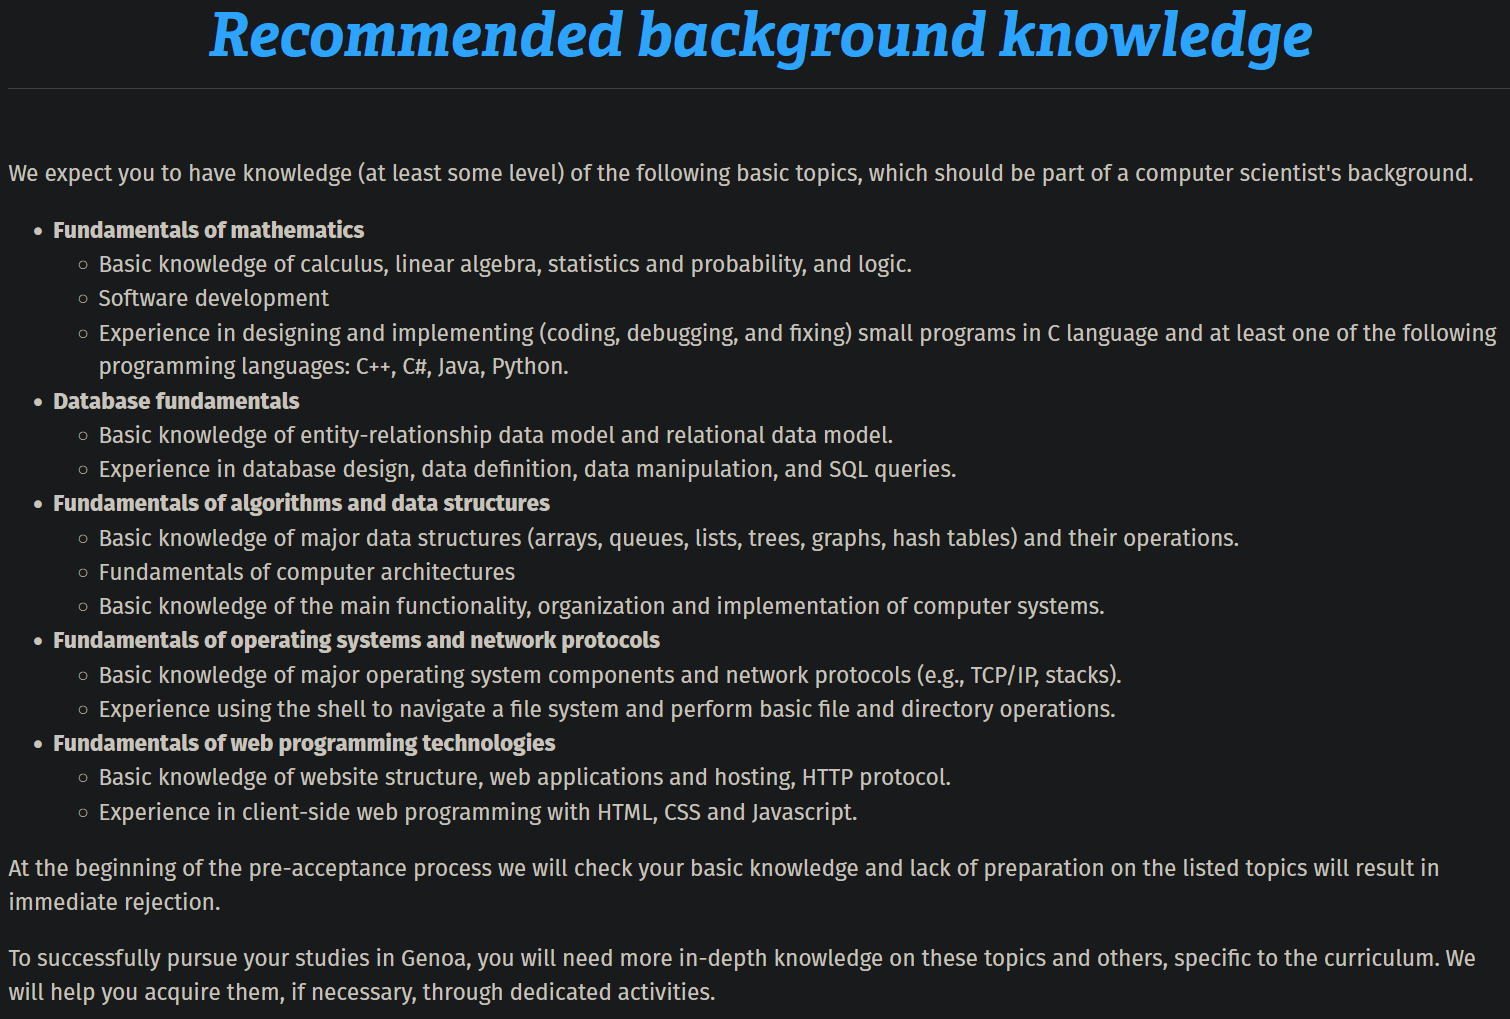 Recommended background knowledge
We expect you to have knowledge (at least some level) of the following basic topics, which should be part of a computer scientist's background.
• Fundamentals of mathematics
○ Basic knowledge of calculus, linear algebra, statistics and probability, and logic.
○ Software development
○ Experience in designing and implementing (coding, debugging, and fixing) small programs in C language and at least one of the following
programming languages: C++, C#, Java, Python.
• Database fundamentals
○ Basic knowledge of entity-relationship data model and relational data model.
○ Experience in database design, data definition, data manipulation, and SQL queries.
• Fundamentals of algorithms and data structures
○ Basic knowledge of major data structures (arrays, queues, lists, trees, graphs, hash tables) and their operations.
○ Fundamentals of computer architectures
○ Basic knowledge of the main functionality, organization and implementation of computer systems.
• Fundamentals of operating systems and network protocols
○ Basic knowledge of major operating system components and network protocols (e.g., TCP/IP, stacks).
○ Experience using the shell to navigate a file system and perform basic file and directory operations.
• Fundamentals of web programming technologies
○ Basic knowledge of website structure, web applications and hosting, HTTP protocol.
○ Experience in client-side web programming with HTML, CSS and Javascript.
At the beginning of the pre-acceptance process we will check your basic knowledge and lack of preparation on the listed topics will result in
immediate rejection.
To successfully pursue your studies in Genoa, you will need more in-depth knowledge on these topics and others, specific to the curriculum. We
will help you acquire them, if necessary, through dedicated activities.